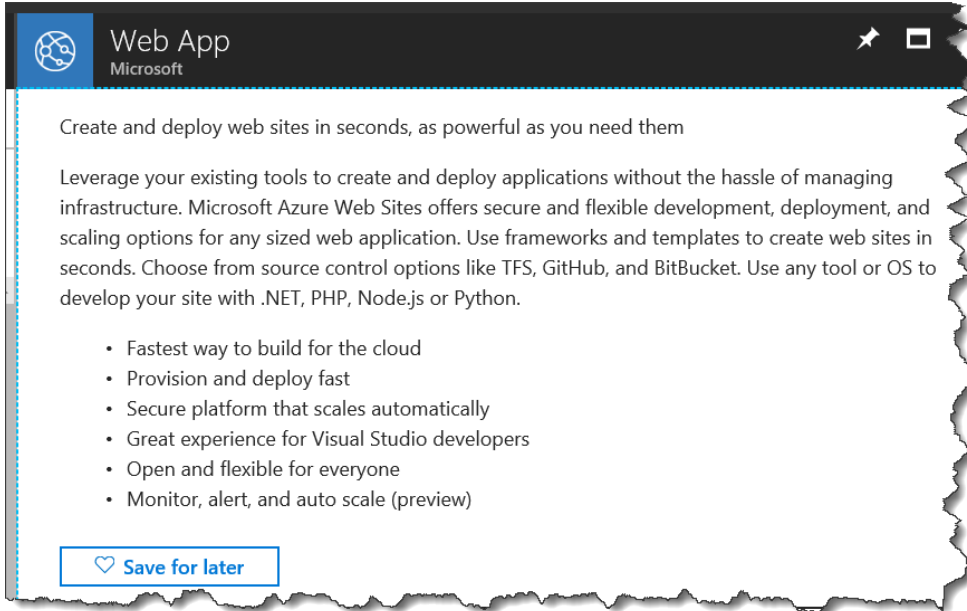 Web App
Microsoft
Create and deploy web sites in seconds, as powerful as you need them
Leverage your existing tools to create and deploy applications without the hassle of managing
infrastructure. Microsoft Azure Web Sites offers secure and flexible development, deployment, and
scaling options for any sized web application. Use frameworks and templates to create web sites in
seconds. Choose from source control options like TFS, GitHub, and BitBucket. Use any tool or OS to
develop your site with .NET, PHP, Node.js or Python.
• Fastest way to build for the cloud
• Provision and deploy fast
• Secure platform that scales automatically
• Great experience for Visual Studio developers
• Open and flexible for everyone
• Monitor, alert, and auto scale (preview)
Save for later